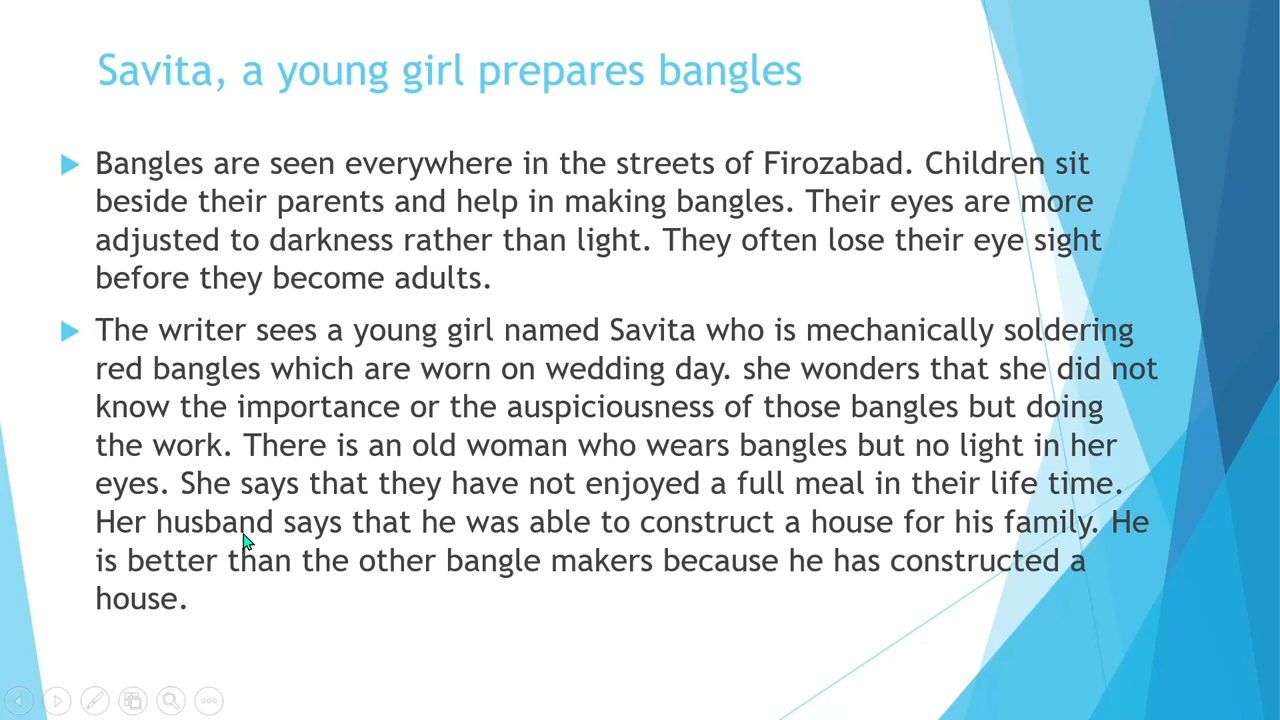 Savita, a young girl prepares bangles
Bangles are seen everywhere in the streets of Firozabad. Children sit
beside their parents and help in making bangles. Their eyes are more
adjusted to darkness rather than light. They often lose their eye sight
before they become adults.
The writer sees a young girl named Savita who is mechanically soldering
red bangles which are worn on wedding day. she wonders that she did not
know the importance or the auspiciousness of those bangles but doing
the work. There is an old woman who wears bangles but no light in her
eyes. She says that they have not enjoyed a full meal in their life time.
Her husband says that he was able to construct a house for his family. He
is better than the other bangle makers because he has constructed a
house.